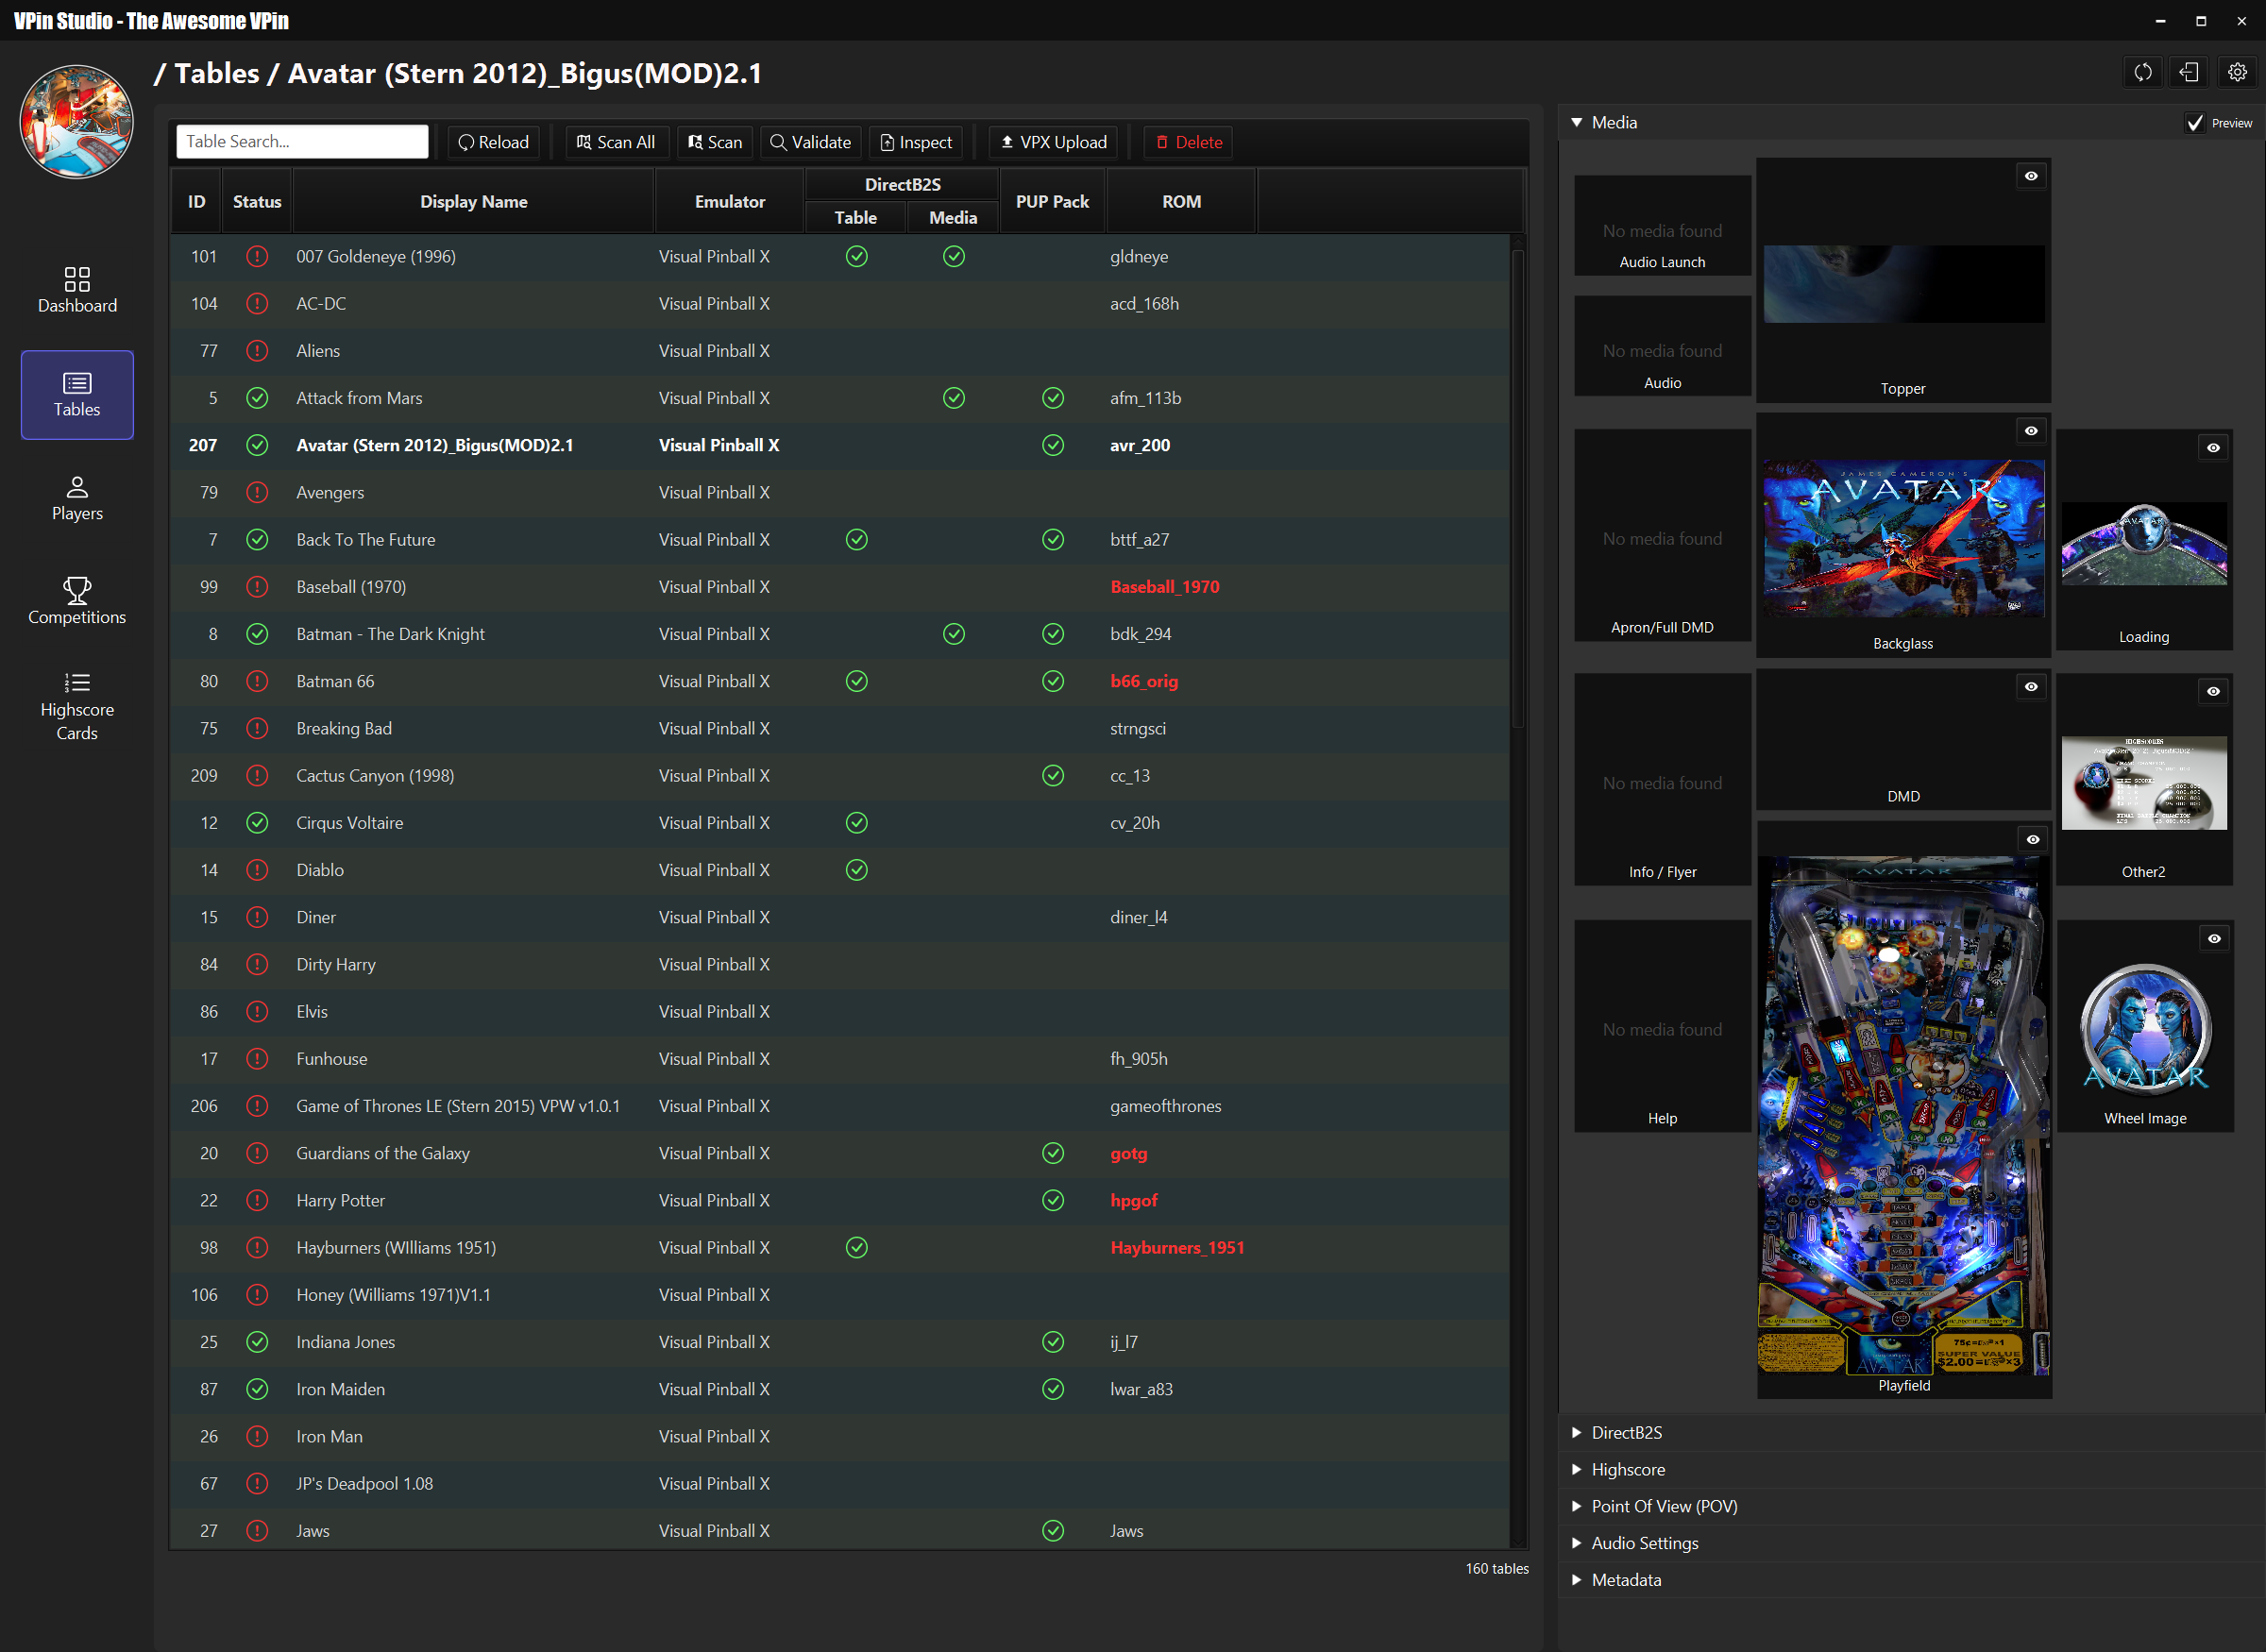 VPin Studio - The Awesome VPin
/ Tables / Avatar (Stern 2012)_Bigus(MOD)2.1
Dashboard
Tables
Players
Competitions
Highscore
Cards
Table Search...
Reload
Scan All
Scan
Validate
Inspect
VPX Upload
Delete
ID Status Display Name Emulator DirectB2S PUP Pack ROM
Table Media
101 007 Goldeneye (1996) Visual Pinball X gldneye
104 AC-DC Visual Pinball X acd_168h
77 Aliens Visual Pinball X
5 Attack from Mars Visual Pinball X afm_113b
207 Avatar (Stern 2012)_Bigus(MOD)2.1 Visual Pinball X avr_200
79 Avengers Visual Pinball X
7 Back To The Future Visual Pinball X bttf_a27
99 Baseball (1970) Visual Pinball X Baseball_1970
8 Batman - The Dark Knight Visual Pinball X bdk_294
80 Batman 66 Visual Pinball X b66_orig
75 Breaking Bad Visual Pinball X strngsci
209 Cactus Canyon (1998) Visual Pinball X cc_13
12 Cirqus Voltaire Visual Pinball X cv_20h
14 Diablo Visual Pinball X
15 Diner Visual Pinball X diner_l4
84 Dirty Harry Visual Pinball X
86 Elvis Visual Pinball X
17 Funhouse Visual Pinball X fh_905h
206 Game of Thrones LE (Stern 2015) VPW v1.0.1 Visual Pinball X gameofthrones
20 Guardians of the Galaxy Visual Pinball X gotg
22 Harry Potter Visual Pinball X hpgof
98 Hayburners (WIlliams 1951) Visual Pinball X Hayburners_1951
106 Honey (Williams 1971)V1.1 Visual Pinball X
25 Indiana Jones Visual Pinball X ij_l7
87 Iron Maiden Visual Pinball X lwar_a83
26 Iron Man Visual Pinball X
67 JP's Deadpool 1.08 Visual Pinball X
27 Jaws Visual Pinball X Jaws
160 tables
Media
Preview
No media found
Audio Launch
No media found
Audio
Topper
No media found
Apron/Full DMD
JAMES CAMERON'S
AVATAR
Backglass
AVATAR
Loading
No media found
Info / Flyer
DMD
HIGHSCORES
Other2
No media found
Help
AVATAR
75¢
SUPER VALUE
$2.00
AVATAR
Playfield
AVATAR
Wheel Image
DirectB2S
Highscore
Point Of View (POV)
Audio Settings
Metadata